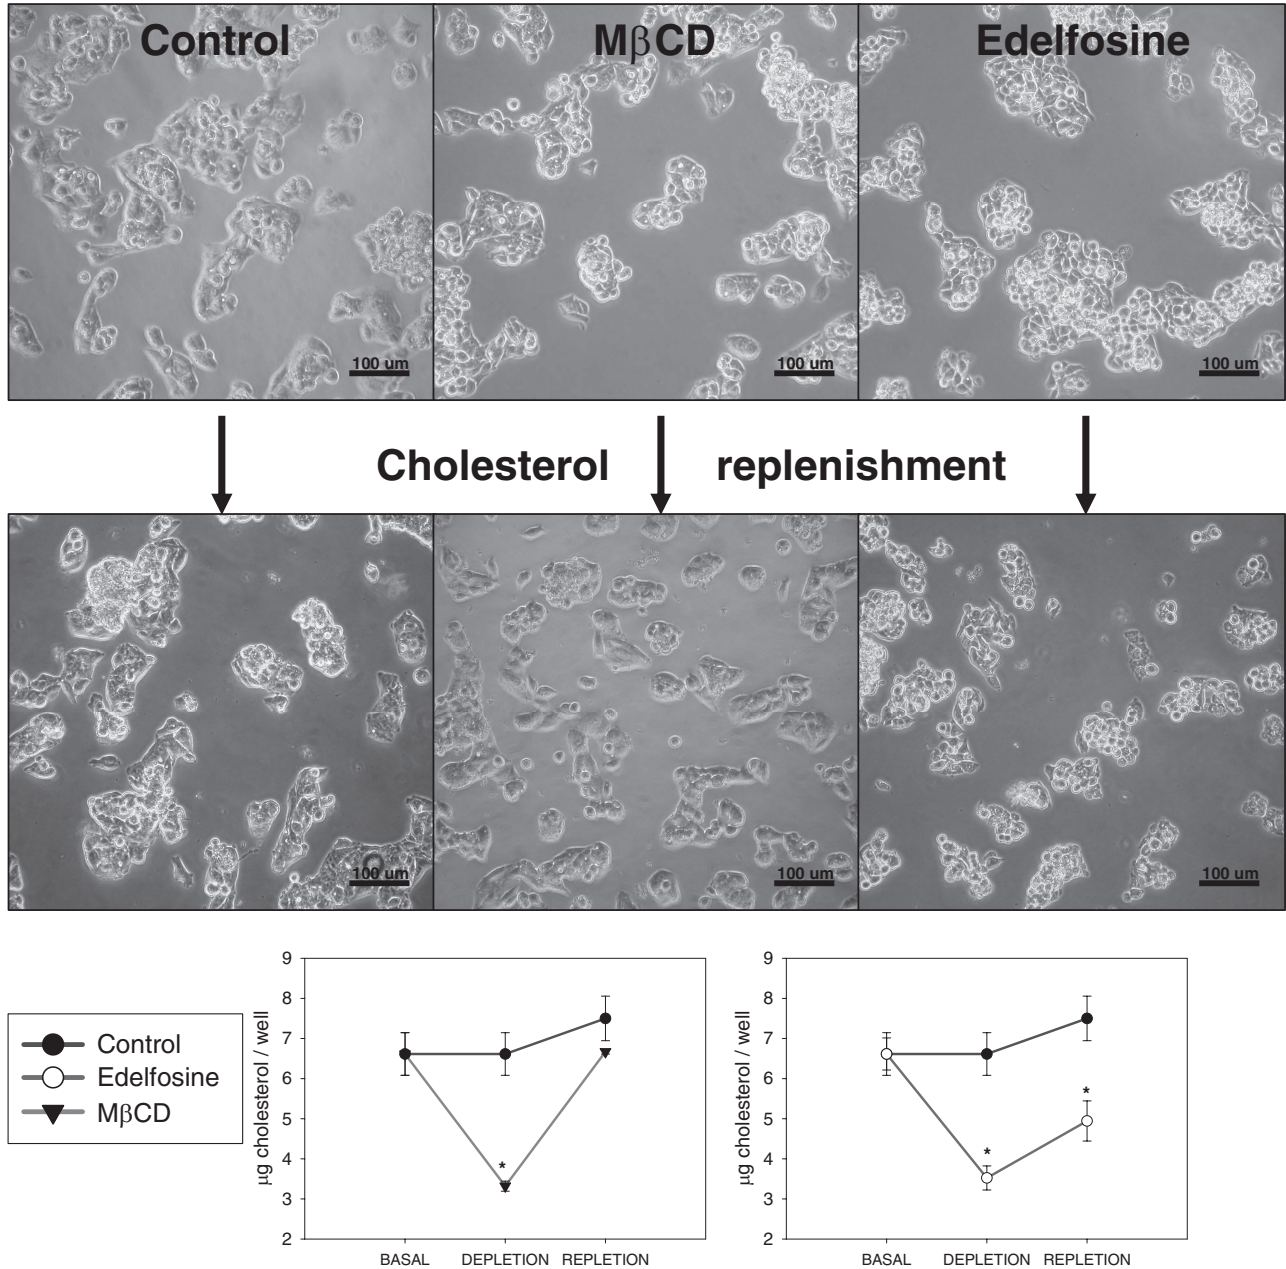 Control
MβCD
Edelfosine
100 um
100 um
100 um
Cholesterol replenishment
100 um
100 um
100 um
Control
Edelfosine
MβCD
µg cholesterol / well
9
8
7
6
5
4
3
2
*
BASAL DEPLETION REPLETION
µg cholesterol / well
9
8
7
6
5
4
3
2
*
*
BASAL DEPLETION REPLETION